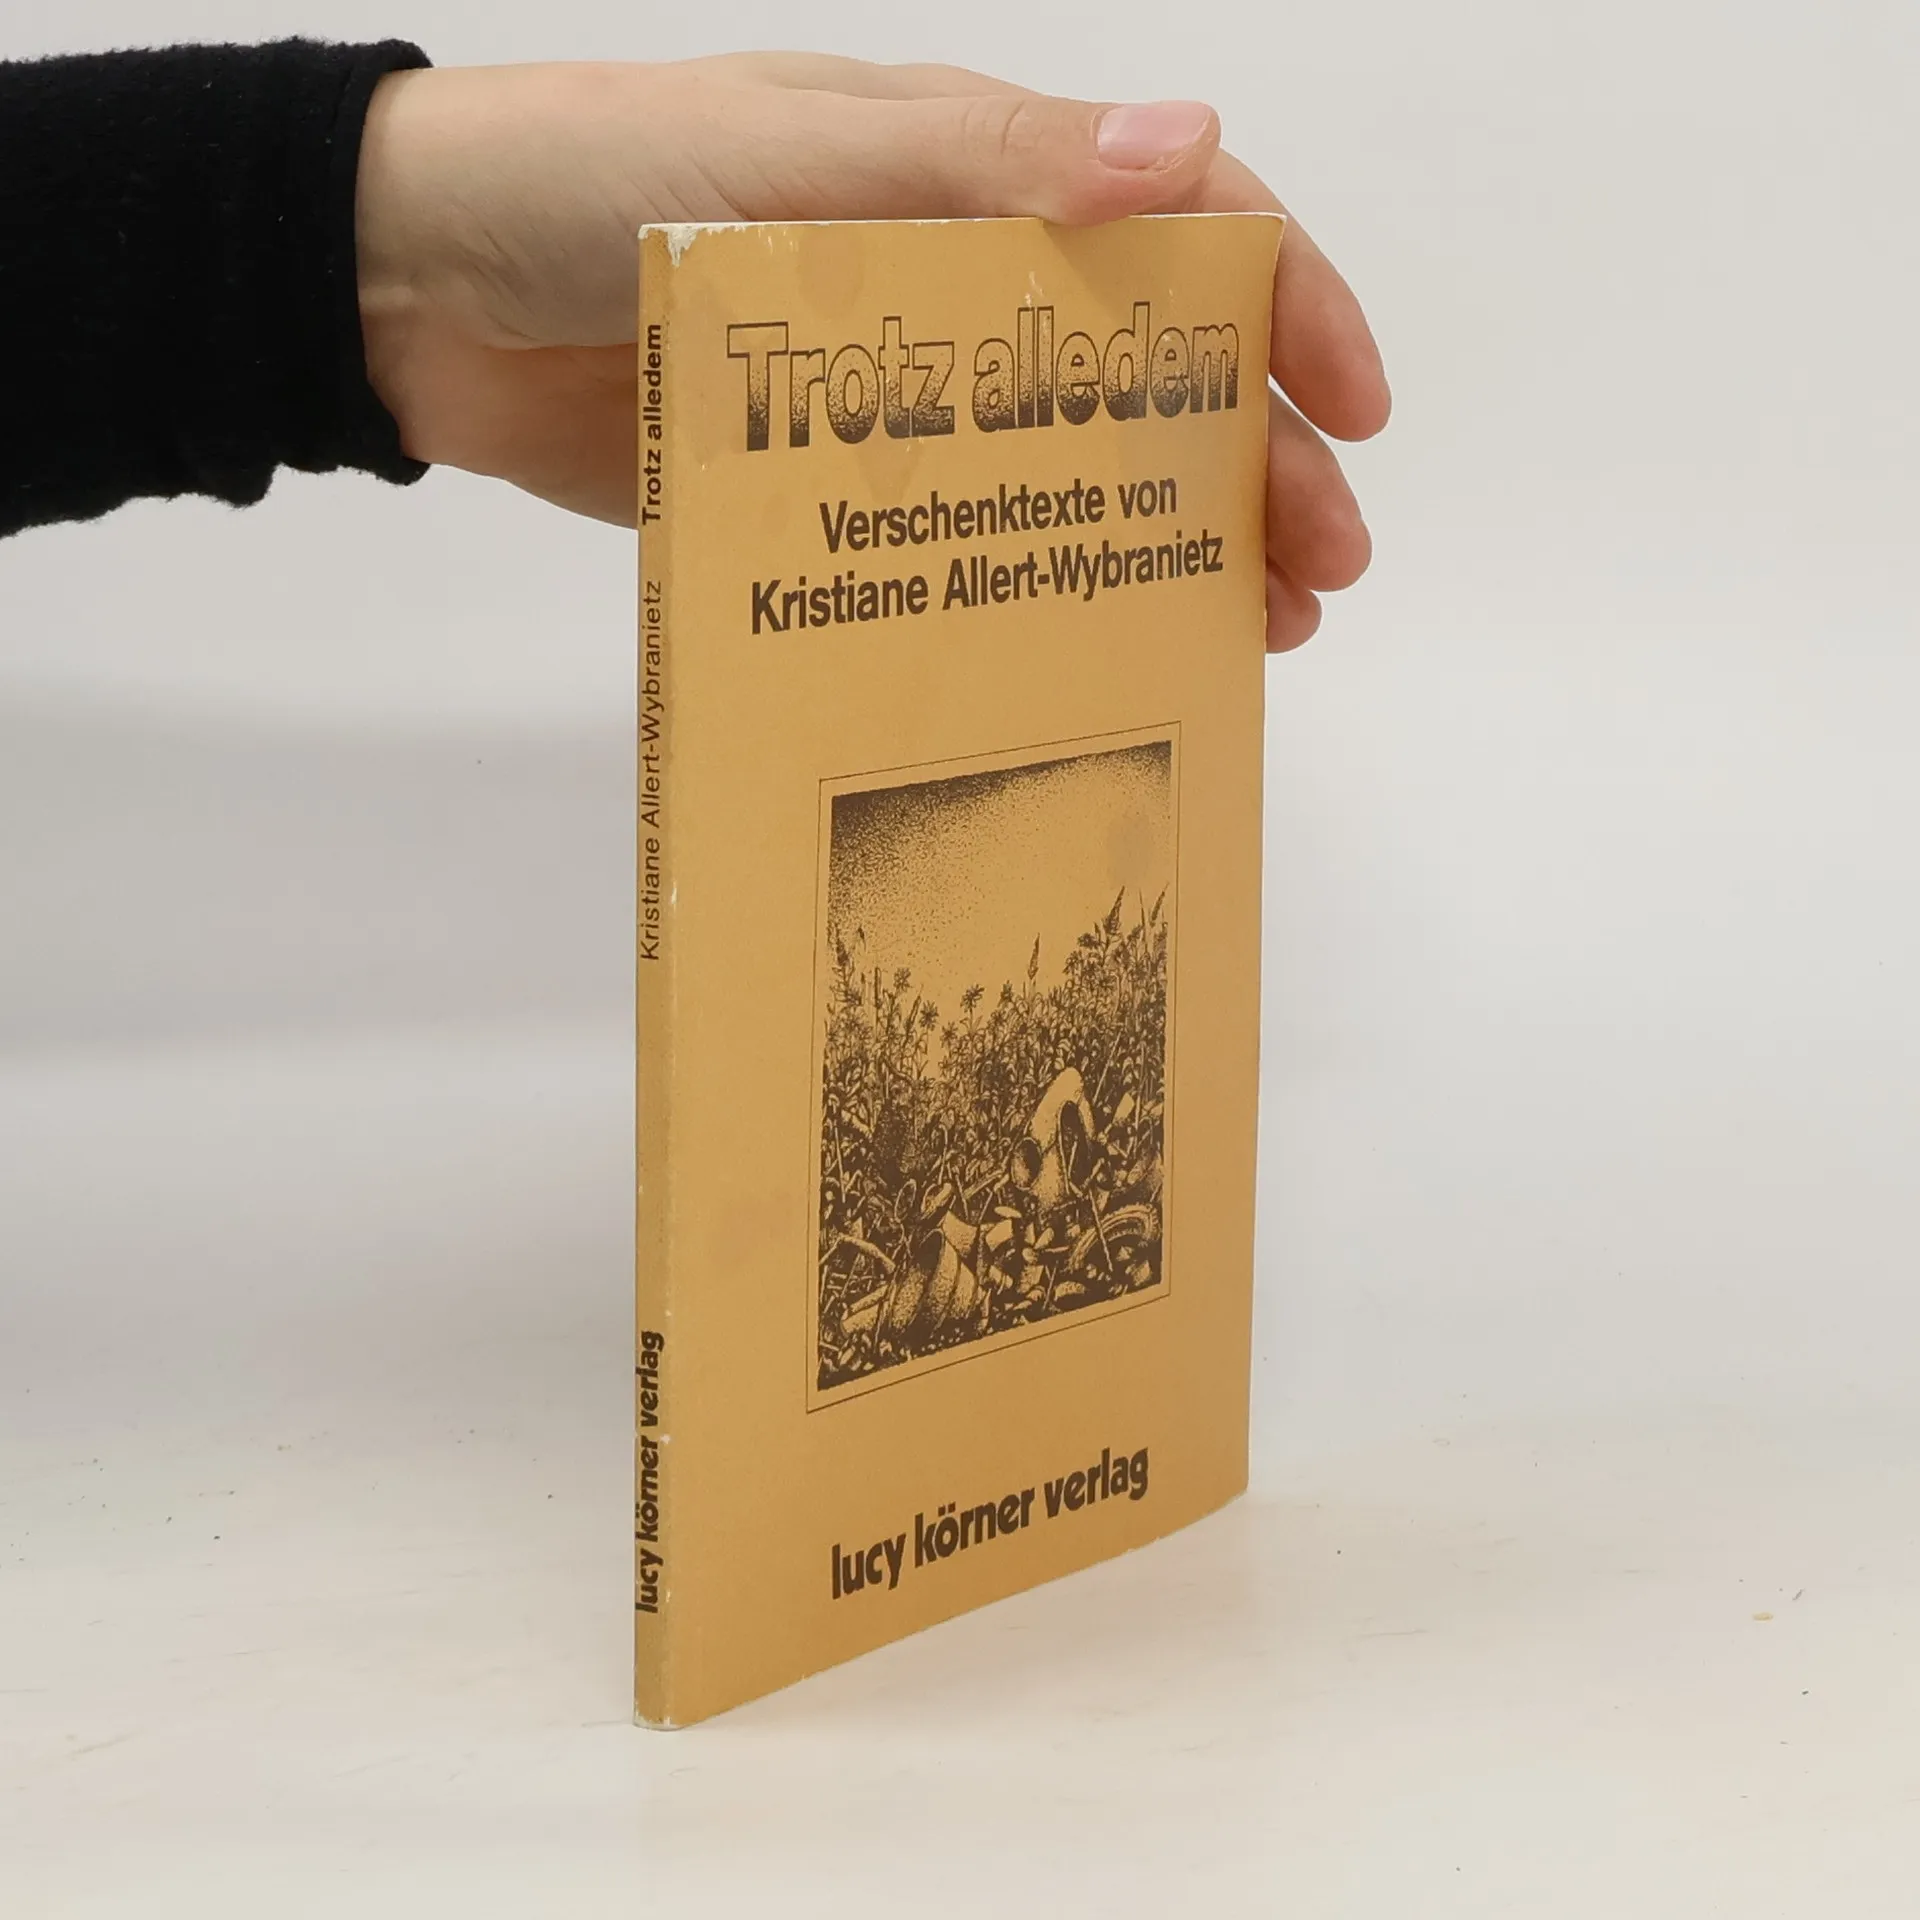 Trotz alledem
Verschenktexte von
Kristiane Allert-Wybranietz
lucy körner verlag
Kristiane Allert-Wybranietz Trotz alledem
lucy körner verlag